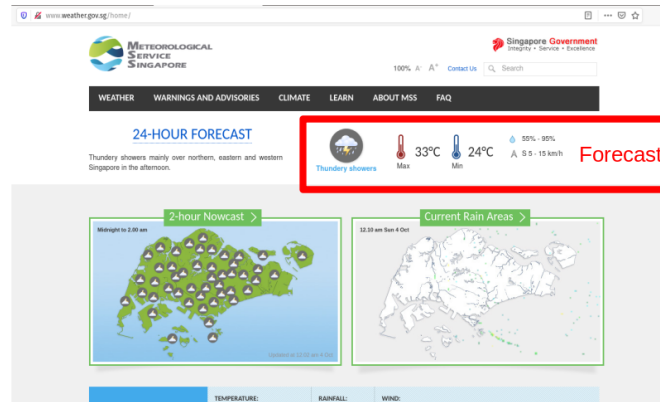 www.weather.gov.sg/home/
METEOROLOGICAL
SERVICE
SINGAPORE
Singapore Government
Integrity • Service • Excellence
100% A- A+ Contact Us Search
WEATHER WARNINGS AND ADVISORIES CLIMATE LEARN ABOUT MSS FAQ
24-HOUR FORECAST
Thundery showers mainly over northern, eastern and western
Singapore in the afternoon.
Thundery showers
33°C
Max
24°C
Min
55% - 95%
S 5 - 15 km/h
Forecast
2-hour Nowcast >
Midnight to 2.00 am
Current Rain Areas >
12.10 am Sun 4 Oct
TEMPERATURE: RAINFALL: WIND: